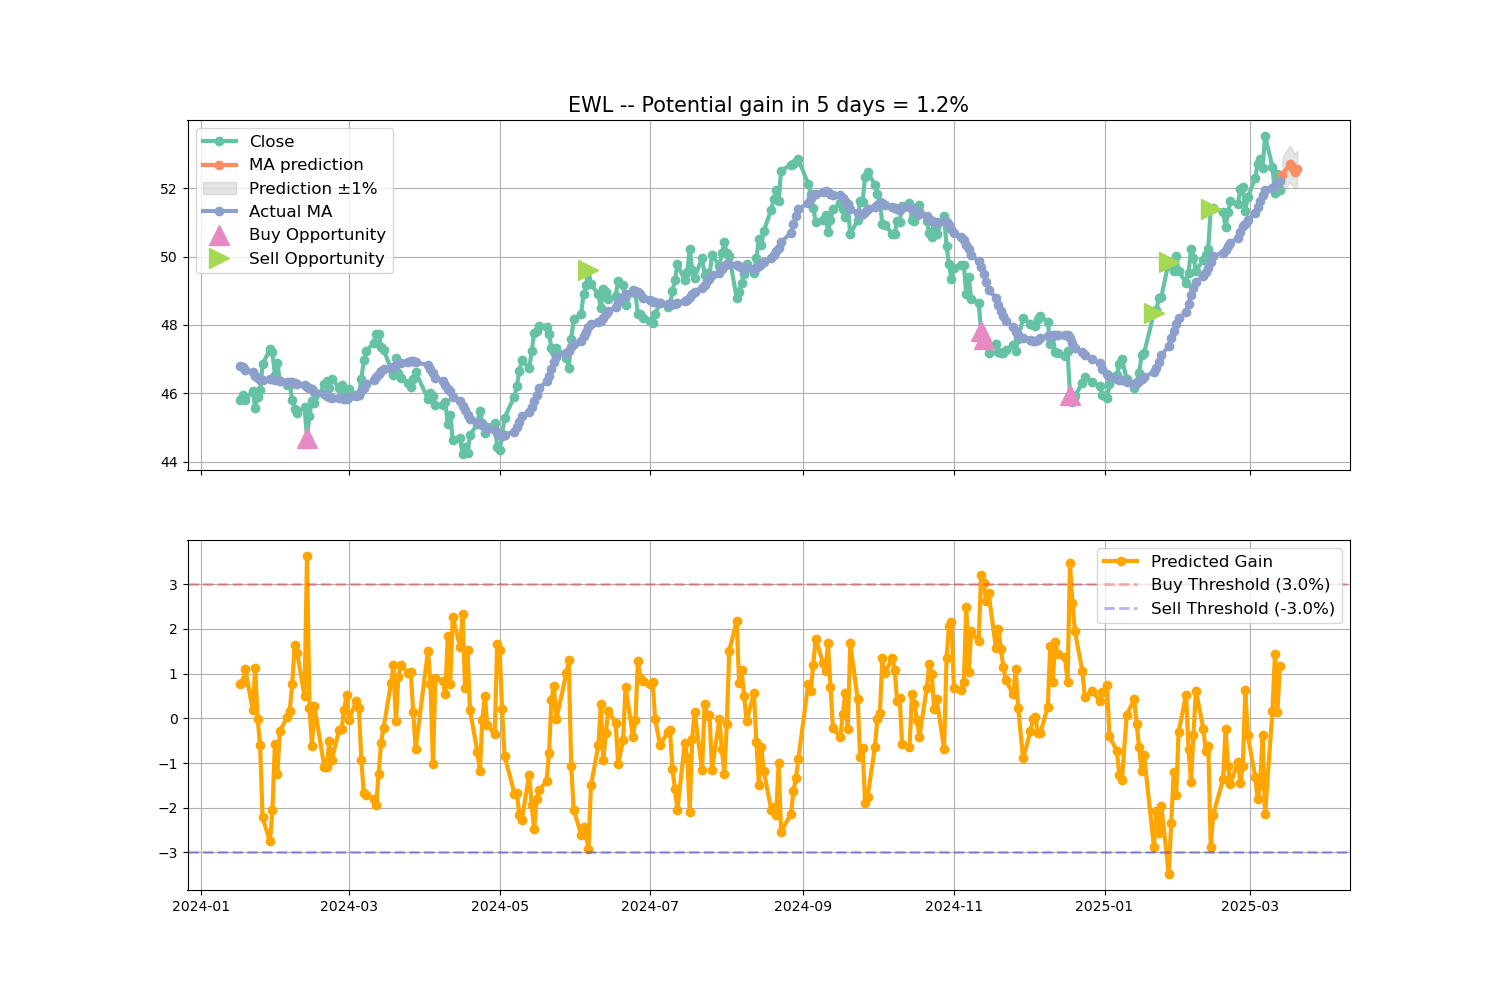 EWL -- Potential gain in 5 days = 1.2%
Close
MA prediction
Prediction ±1%
Actual MA
Buy Opportunity
Sell Opportunity
52
50
48
46
44
Predicted Gain
Buy Threshold (3.0%)
Sell Threshold (-3.0%)
3
2
1
0
−1
−2
−3
2024-01
2024-03
2024-05
2024-07
2024-09
2024-11
2025-01
2025-03